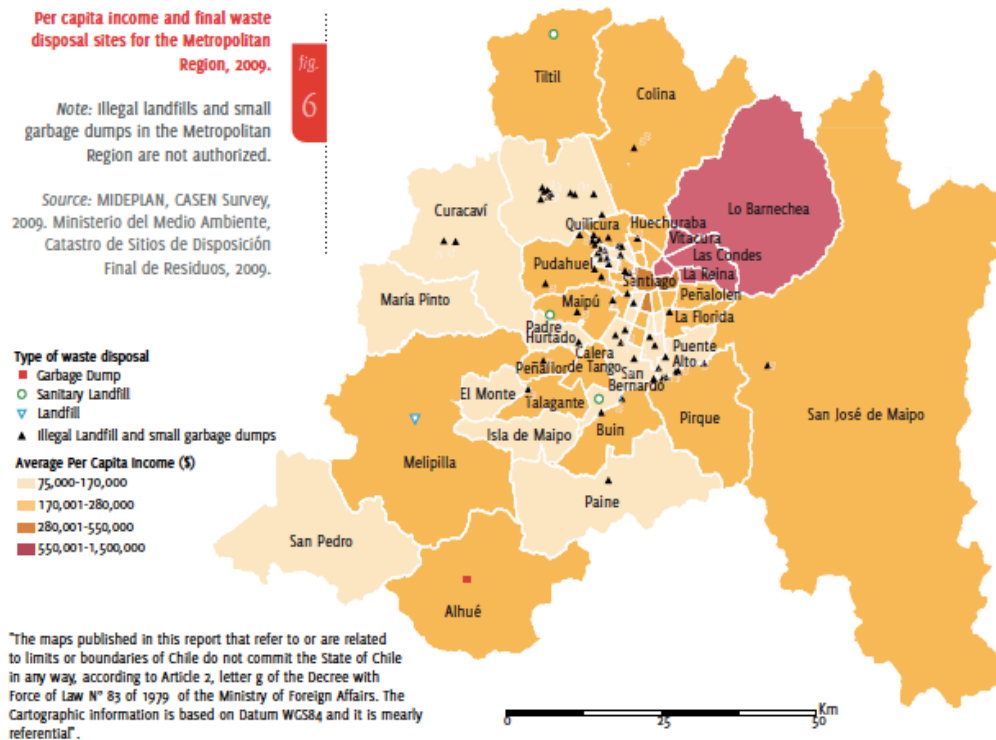 Per capita income and final waste
disposal sites for the Metropolitan
Region, 2009.
fig.
6
Note: Illegal landfills and small
garbage dumps in the Metropolitan
Region are not authorized.
Source: MIDEPLAN, CASEN Survey,
2009. Ministerio del Medio Ambiente,
Catastro de Sitios de Disposición
Final de Residuos, 2009.
Type of waste disposal
Garbage Dump
Sanitary Landfill
Landfill
Illegal Landfill and small garbage dumps
Average Per Capita Income ($)
75,000-170,000
170,001-280,000
280,001-550,000
550,001-1,500,000
Tiltil
Colina
Lo Barnechea
Curacaví
Quilicura
Huechuraba
Vitacura
Las Condes
La Reina
Pudahuel
Santiago
Peñalolen
María Pinto
Maipú
La Florida
Padre
Hurtado
Calera
de Tango
Puente
Alto
Peñaflor
San
Bernardo
El Monte
Talagante
San José de Maipo
Pirque
Isla de Maipo
Buin
Melipilla
Paine
San Pedro
Alhué
"The maps published in this report that refer to or are related
to limits or boundaries of Chile do not commit the State of Chile
in any way, according to Article 2, letter g of the Decree with
Force of Law N° 83 of 1979 of the Ministry of Foreign Affairs. The
Cartographic information is based on Datum WGS84 and it is mearly
referential".
0 25 50 Km